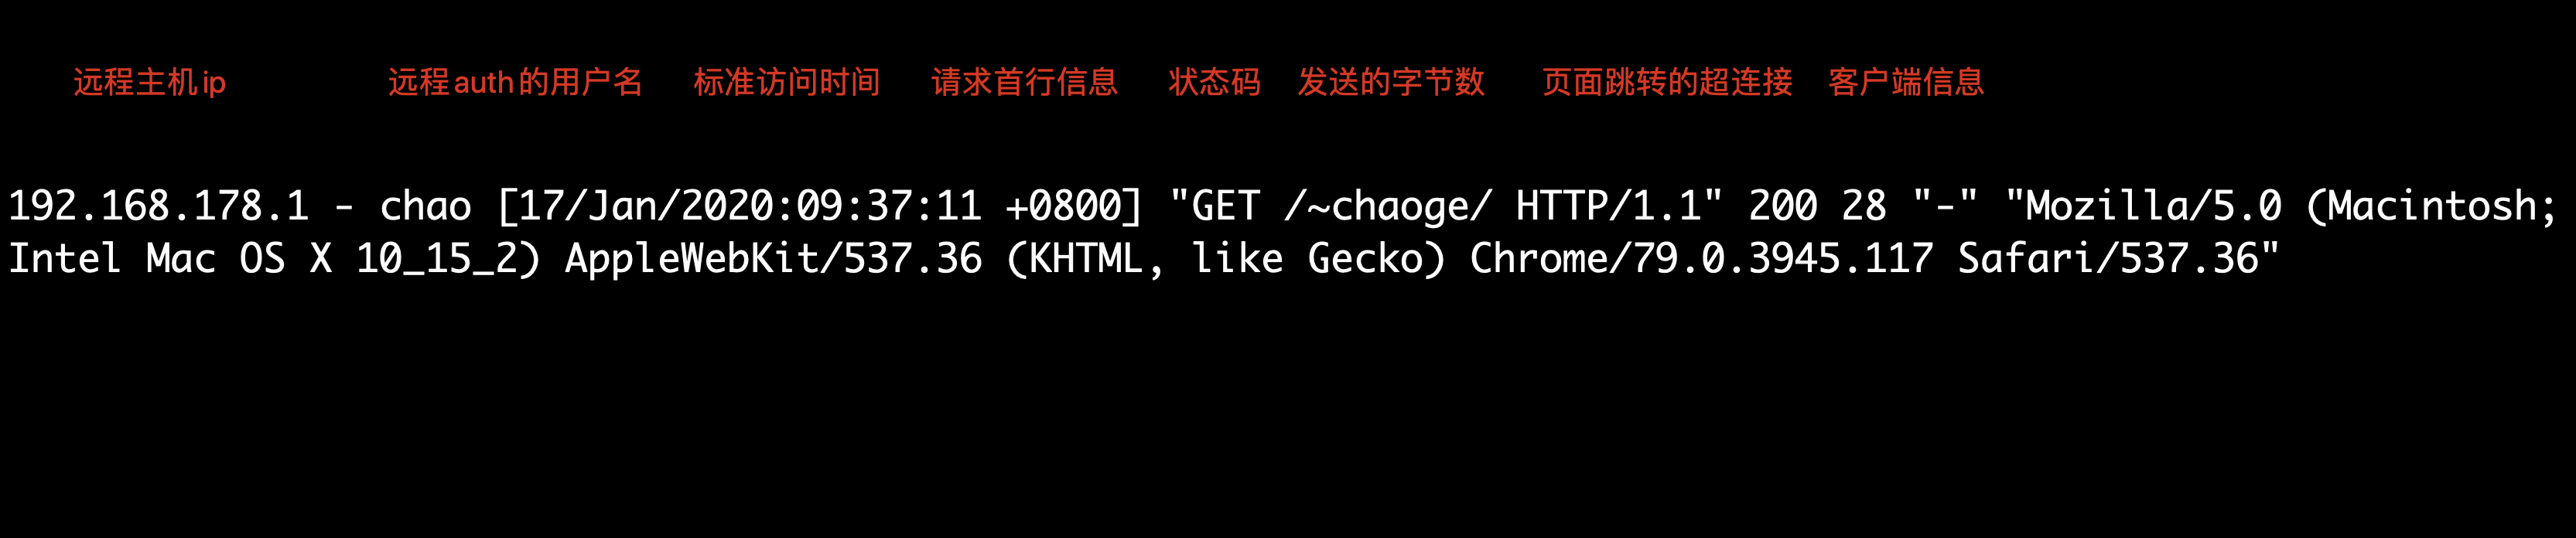 远程主机ip 远程auth的用户名 标准访问时间 请求首行信息 状态码 发送的字节数 页面跳转的超连接 客户端信息
192.168.178.1 - chao [17/Jan/2020:09:37:11 +0800] "GET /~chaoge/ HTTP/1.1" 200 28 "-" "Mozilla/5.0 (Macintosh;
Intel Mac OS X 10_15_2) AppleWebKit/537.36 (KHTML, like Gecko) Chrome/79.0.3945.117 Safari/537.36"